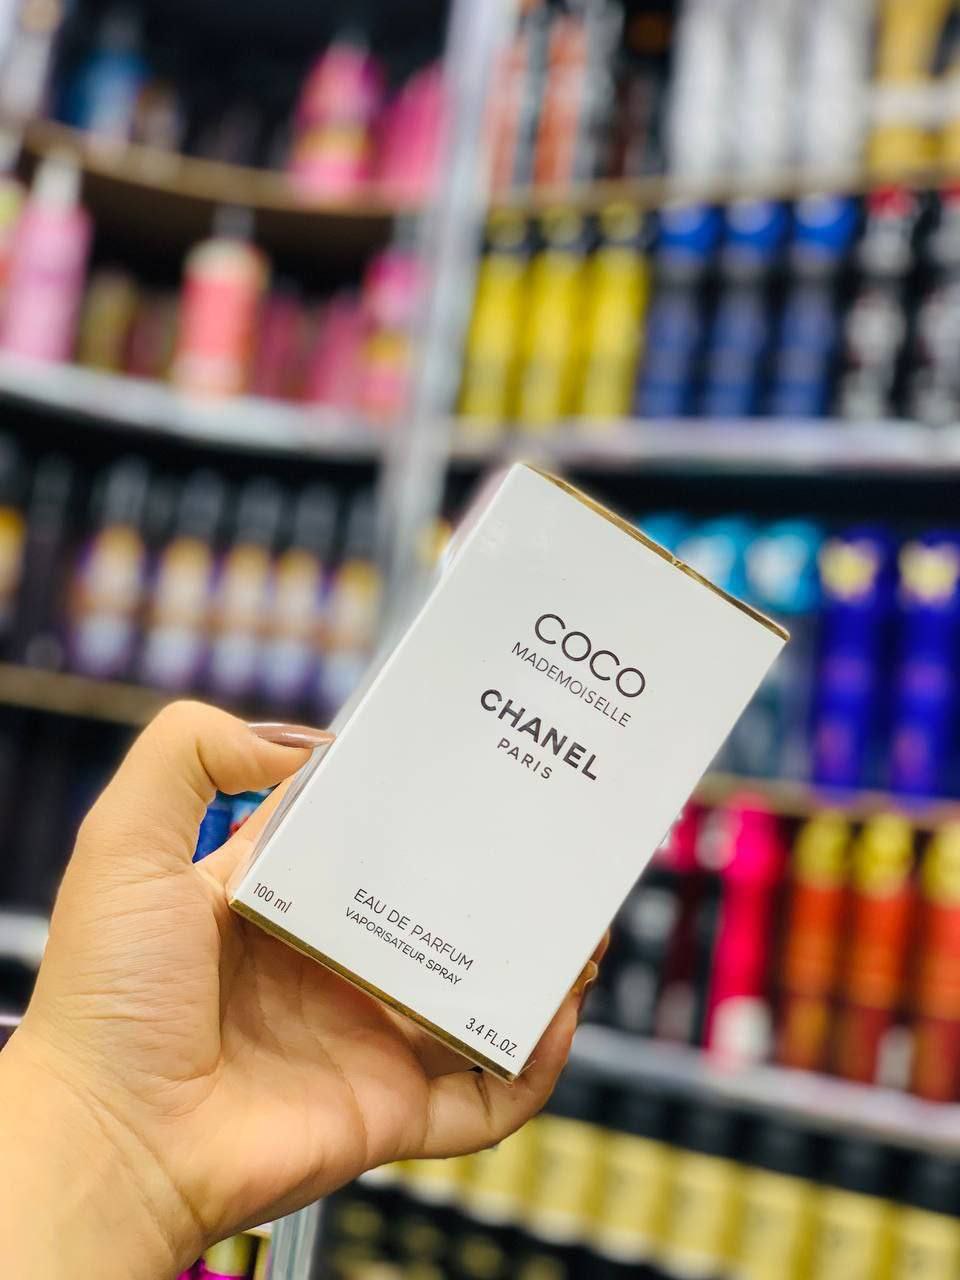 COCO
MADEMOISELLE
CHANEL
PARIS
100 ml
EAU DE PARFUM
VAPORISATEUR SPRAY
3.4 FL.OZ.